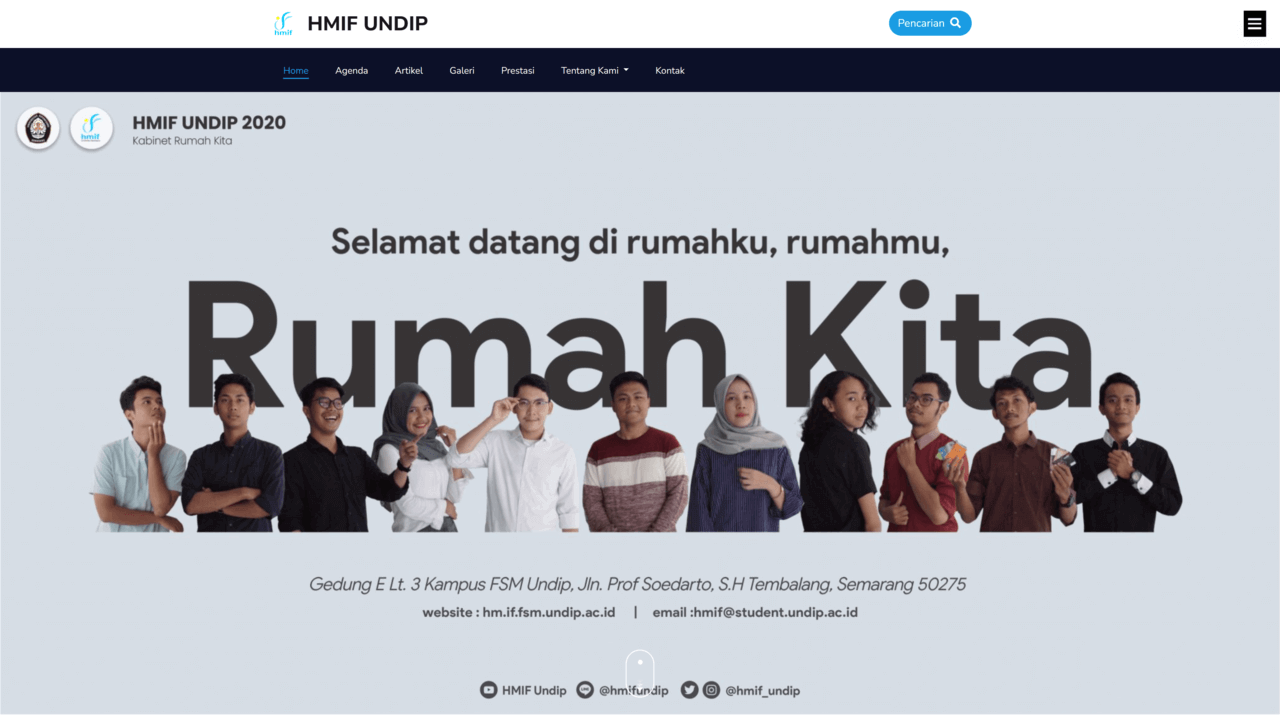 hmif
HMIF UNDIP
Pencarian
Home
Agenda
Artikel
Galeri
Prestasi
Tentang Kami
Kontak
hmif
HMIF UNDIP 2020
Kabinet Rumah Kita
Selamat datang di rumahku, rumahmu,
Rumah Kita
Gedung E Lt. 3 Kampus FSM Undip, Jln. Prof Soedarto, S.H Tembalang, Semarang 50275
website : hm.if.fsm.undip.ac.id | email :hmif@student.undip.ac.id
HMIF Undip @hmifundip @hmif_undip